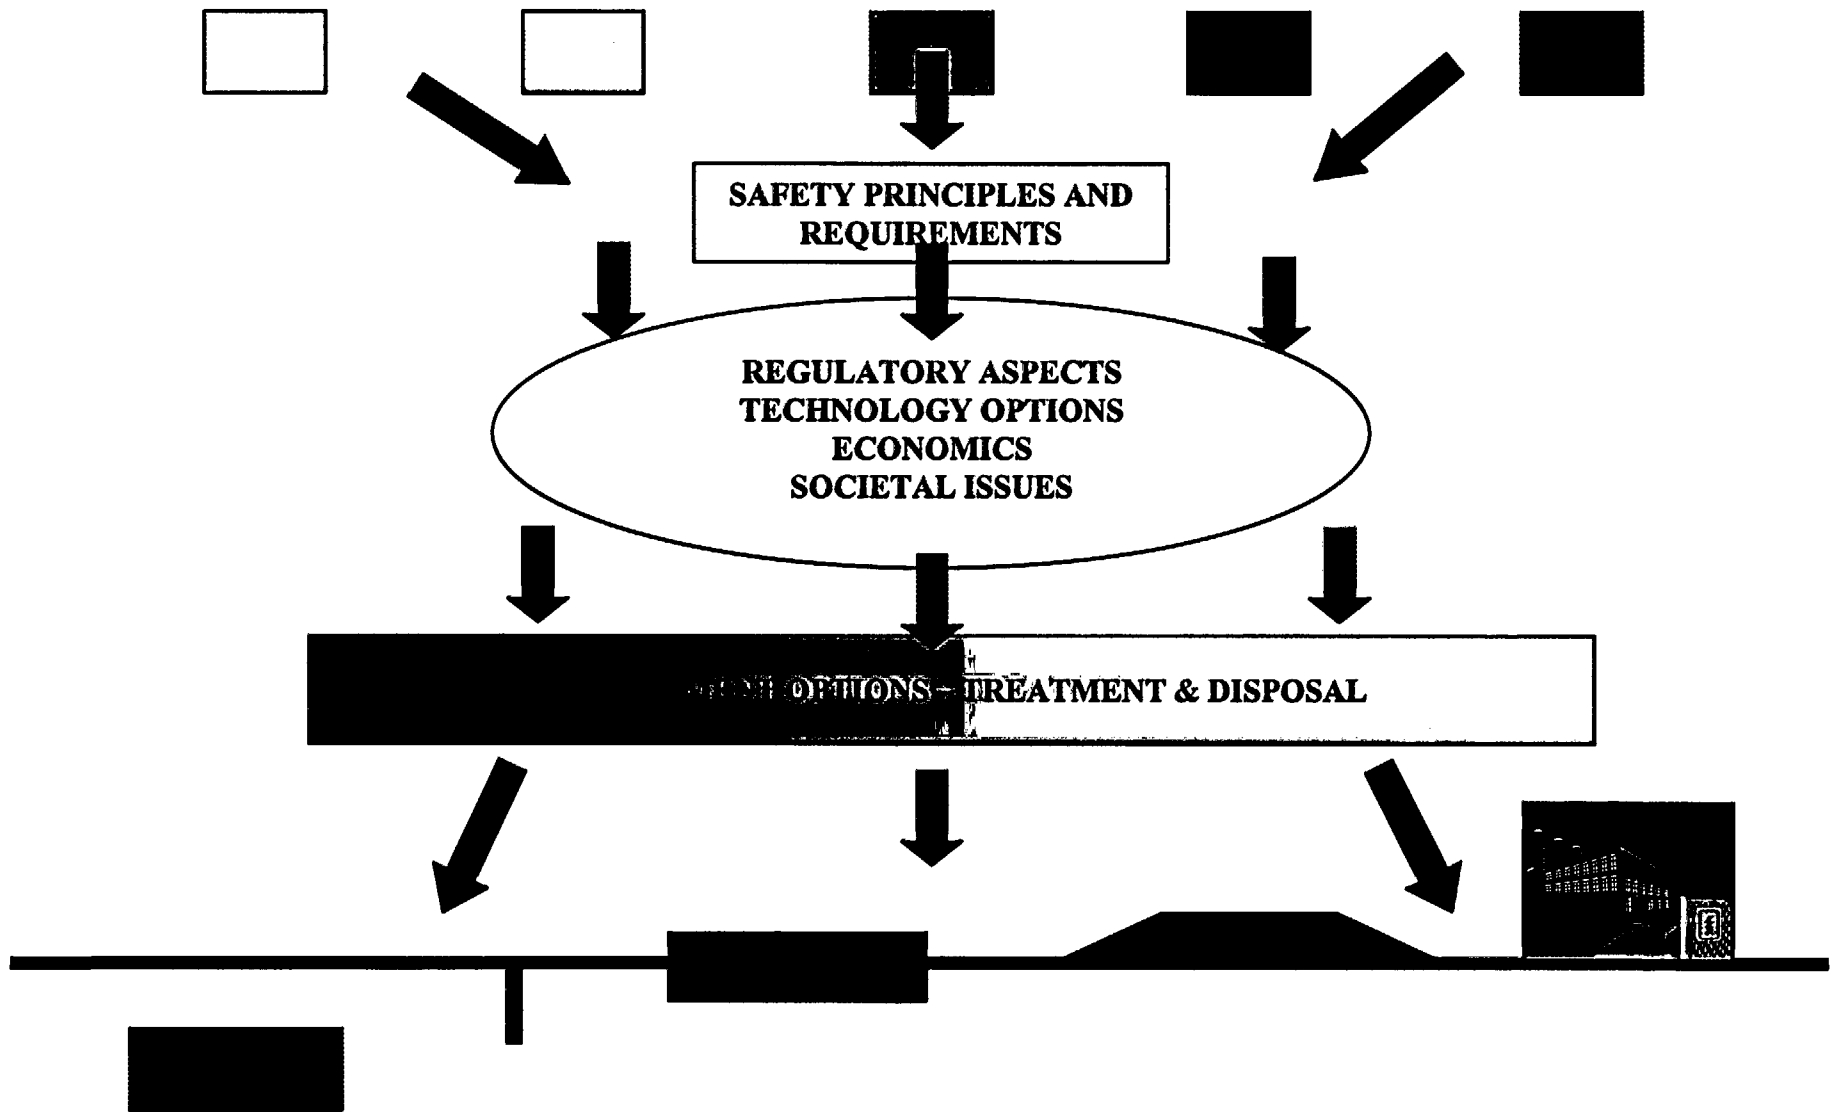 SAFETY PRINCIPLES AND
REQUIREMENTS
REGULATORY ASPECTS
TECHNOLOGY OPTIONS
ECONOMICS
SOCIETAL ISSUES
OPTIONS – TREATMENT & DISPOSAL